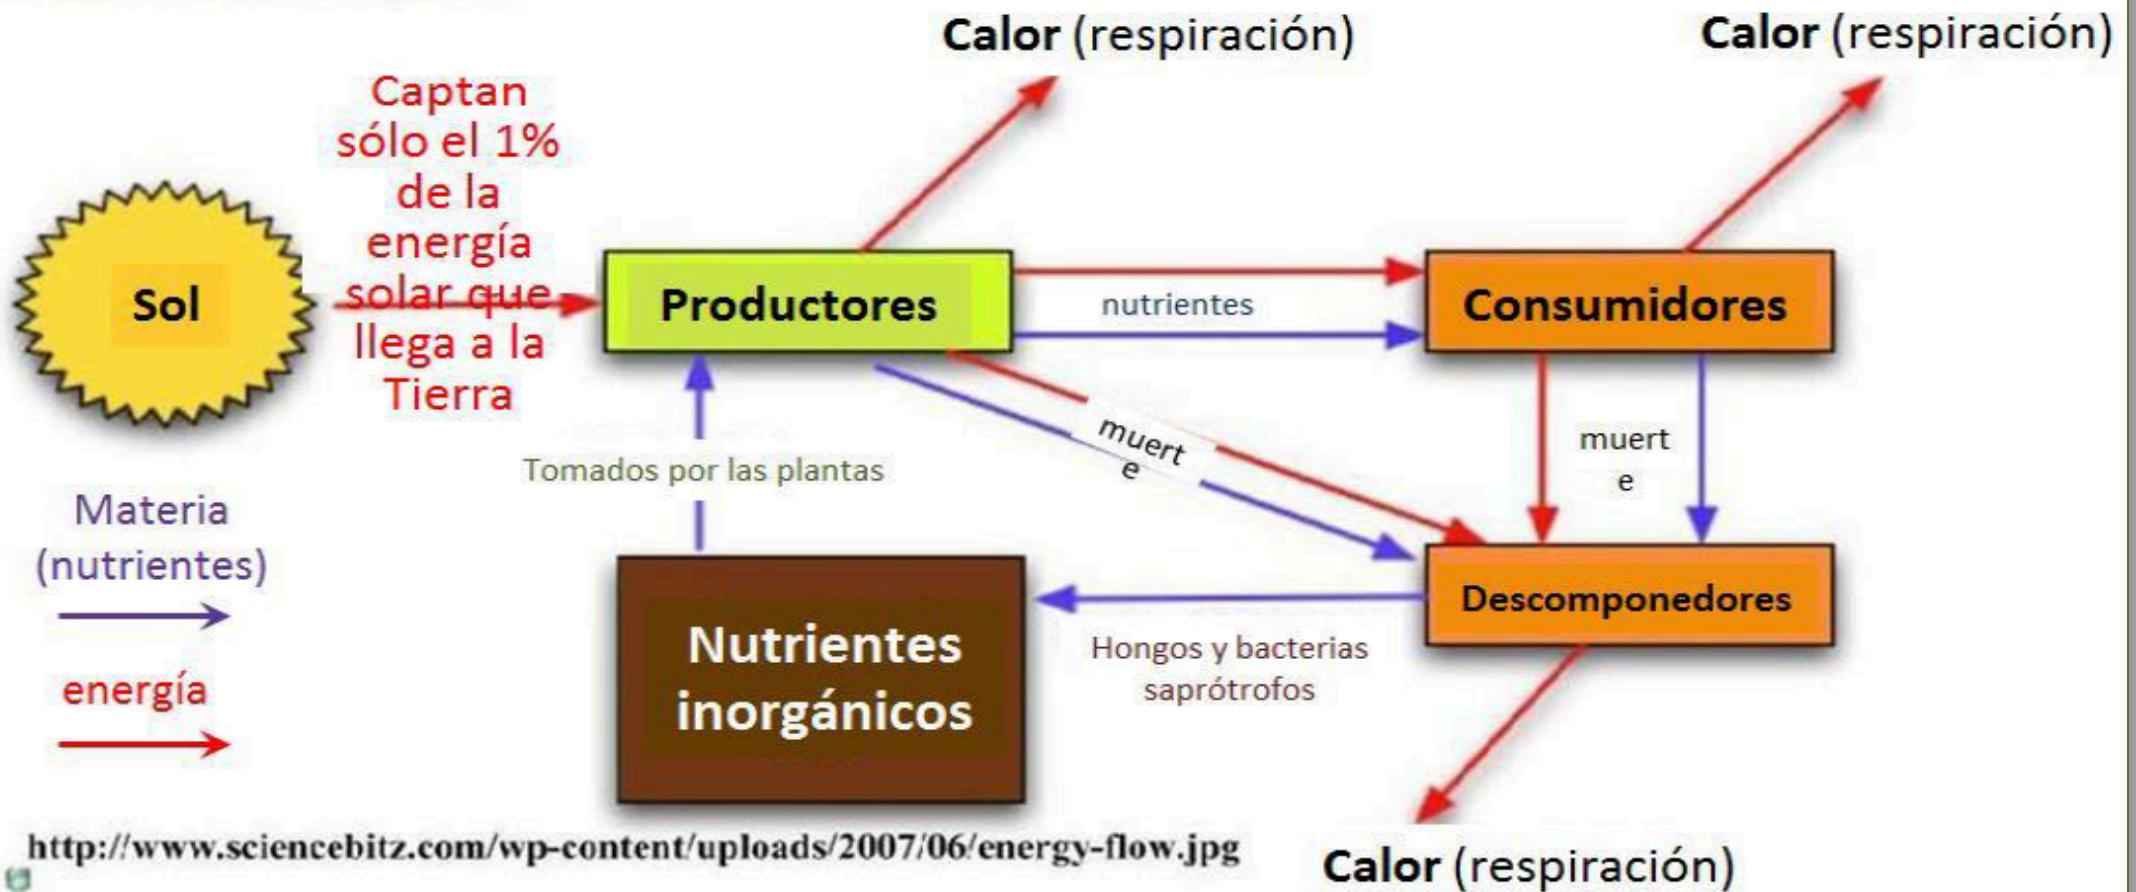 Calor (respiración)
Calor (respiración)
Captan
sólo el 1%
de la
energía
solar que
llega a la
Tierra
Sol
Productores
nutrientes
Consumidores
muert
e
muert
e
Tomados por las plantas
Materia
(nutrientes)
energía
Nutrientes
inorgánicos
Descomponedores
Hongos y bacterias
saprótrofos
http://www.sciencebitz.com/wp-content/uploads/2007/06/energy-flow.jpg
Calor (respiración)